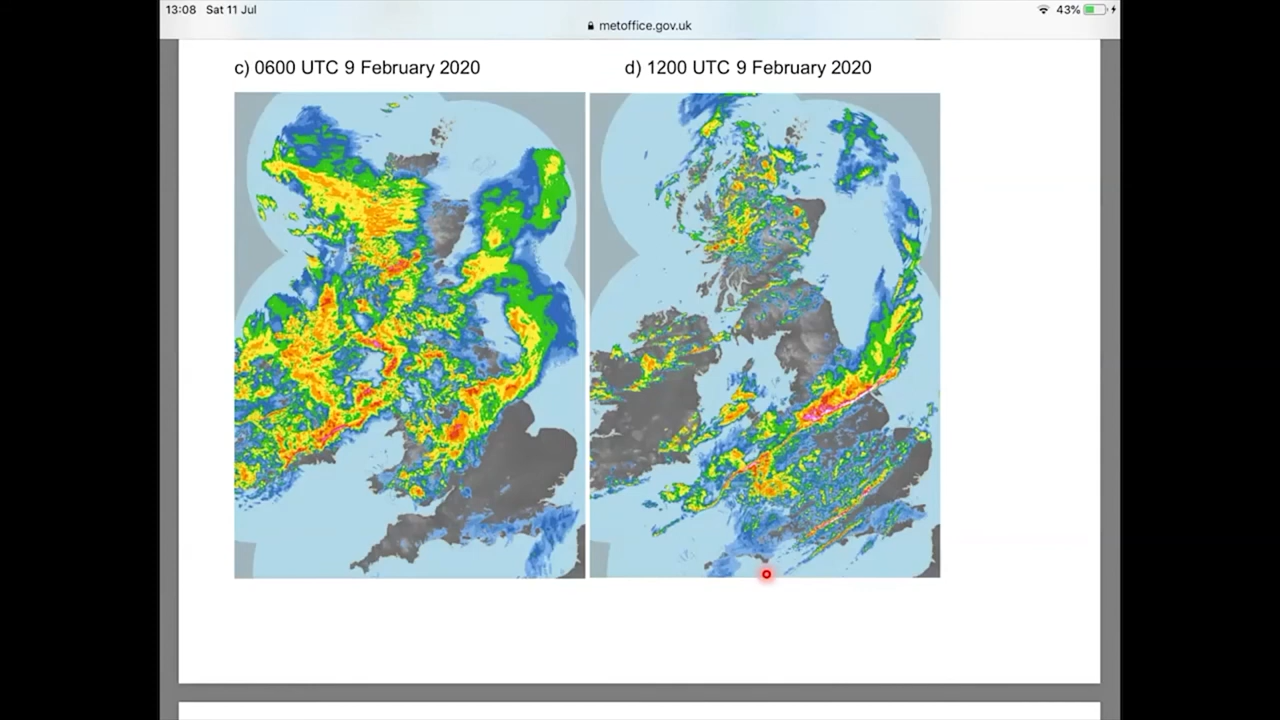 13:08 Sat 11 Jul
43%
metoffice.gov.uk
c) 0600 UTC 9 February 2020
d) 1200 UTC 9 February 2020